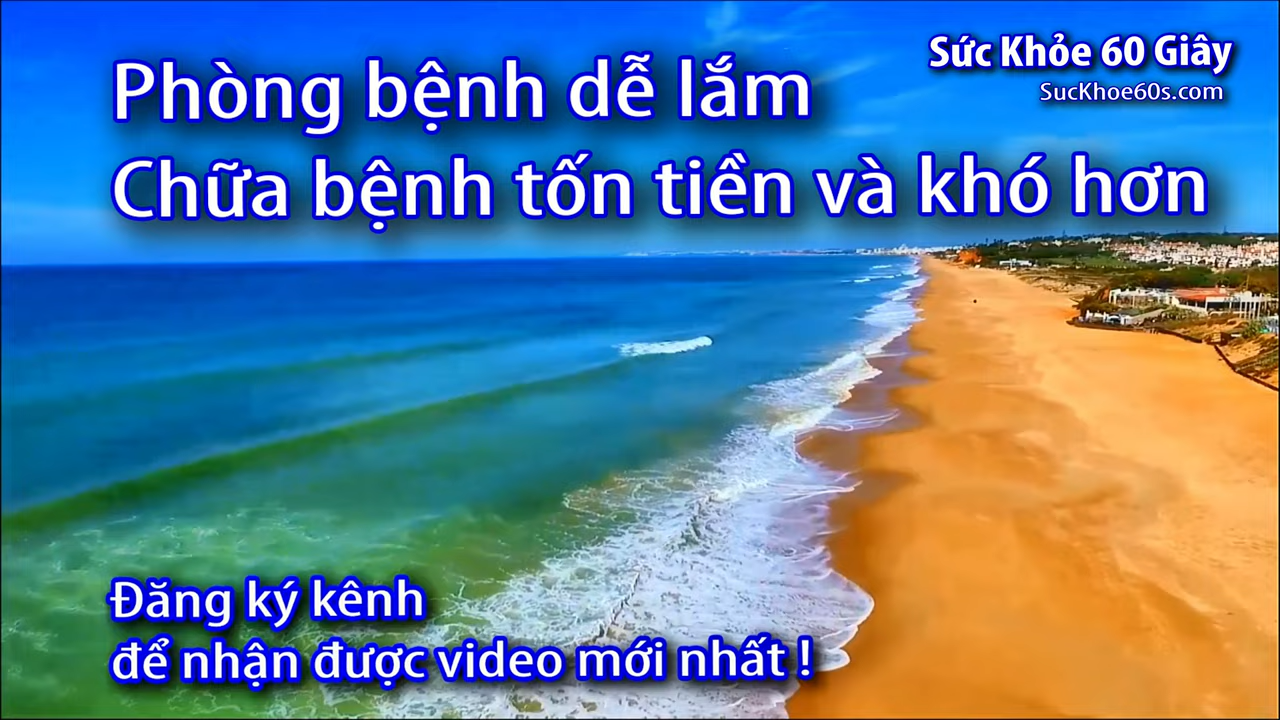 Sức Khỏe 60 Giây
SucKhoe60s.com
Phòng bệnh dễ lắm
Chữa bệnh tốn tiền và khó hơn
Đăng ký kênh
để nhận được video mới nhất !